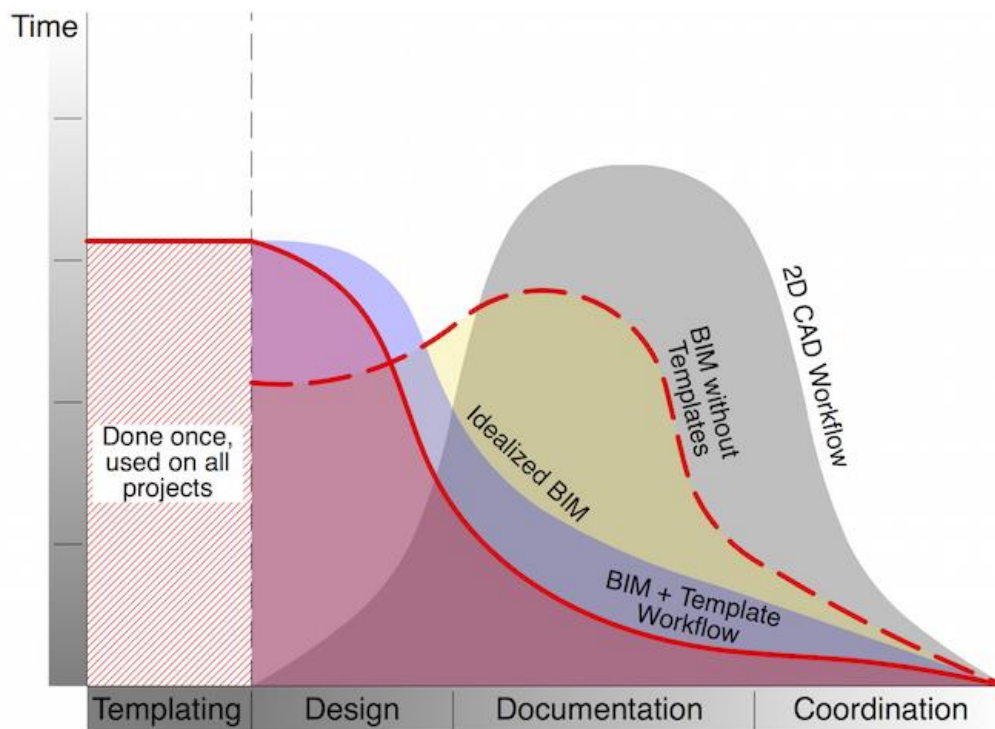 Time
Done once,
used on all
projects
Idealized BIM
BIM + Template
Workflow
BIM without
Templates
2D CAD Workflow
Templating
Design
Documentation
Coordination